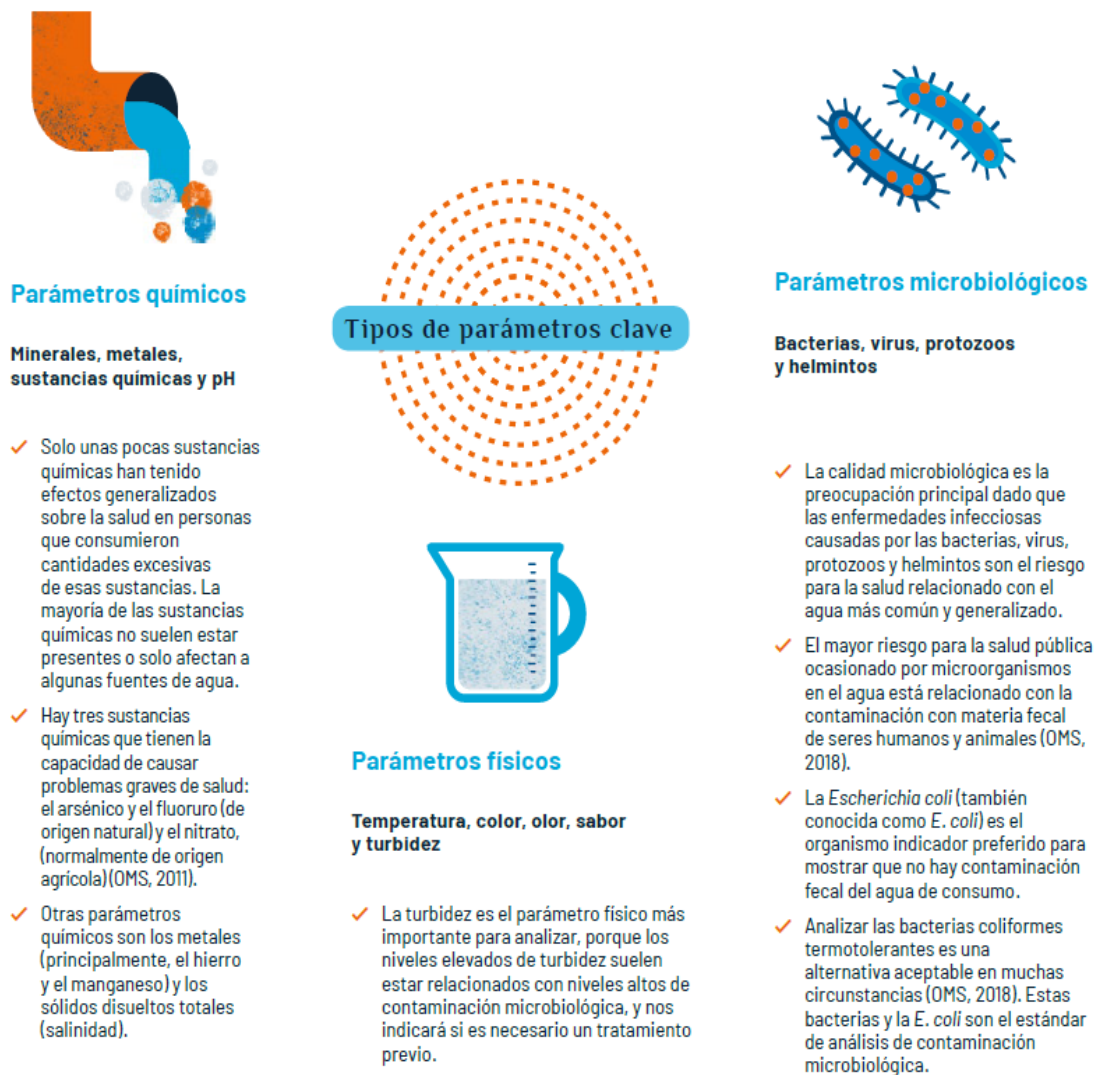 Tipos de parámetros clave
Parámetros químicos
Minerales, metales,
sustancias químicas y pH
✓ Solo unas pocas sustancias
químicas han tenido
efectos generalizados
sobre la salud en personas
que consumieron
cantidades excesivas
de esas sustancias. La
mayoría de las sustancias
químicas no suelen estar
presentes o solo afectan a
algunas fuentes de agua.
✓ Hay tres sustancias
químicas que tienen la
capacidad de causar
problemas graves de salud:
el arsénico y el fluoruro (de
origen natural) y el nitrato,
(normalmente de origen
agrícola) (OMS, 2011).
✓ Otras parámetros
químicos son los metales
(principalmente, el hierro
y el manganeso) y los
sólidos disueltos totales
(salinidad).
Parámetros físicos
Temperatura, color, olor, sabor
y turbidez
✓ La turbidez es el parámetro físico más
importante para analizar, porque los
niveles elevados de turbidez suelen
estar relacionados con niveles altos de
contaminación microbiológica, y nos
indicará si es necesario un tratamiento
previo.
Parámetros microbiológicos
Bacterias, virus, protozoos
y helmintos
✓ La calidad microbiológica es la
preocupación principal dado que
las enfermedades infecciosas
causadas por las bacterias, virus,
protozoos y helmintos son el riesgo
para la salud relacionado con el
agua más común y generalizado.
✓ El mayor riesgo para la salud pública
ocasionado por microorganismos
en el agua está relacionado con la
contaminación con materia fecal
de seres humanos y animales (OMS,
2018).
✓ La Escherichia coli (también
conocida como E. coli) es el
organismo indicador preferido para
mostrar que no hay contaminación
fecal del agua de consumo.
✓ Analizar las bacterias coliformes
termotolerantes es una
alternativa aceptable en muchas
circunstancias (OMS, 2018). Estas
bacterias y la E. coli son el estándar
de análisis de contaminación
microbiológica.